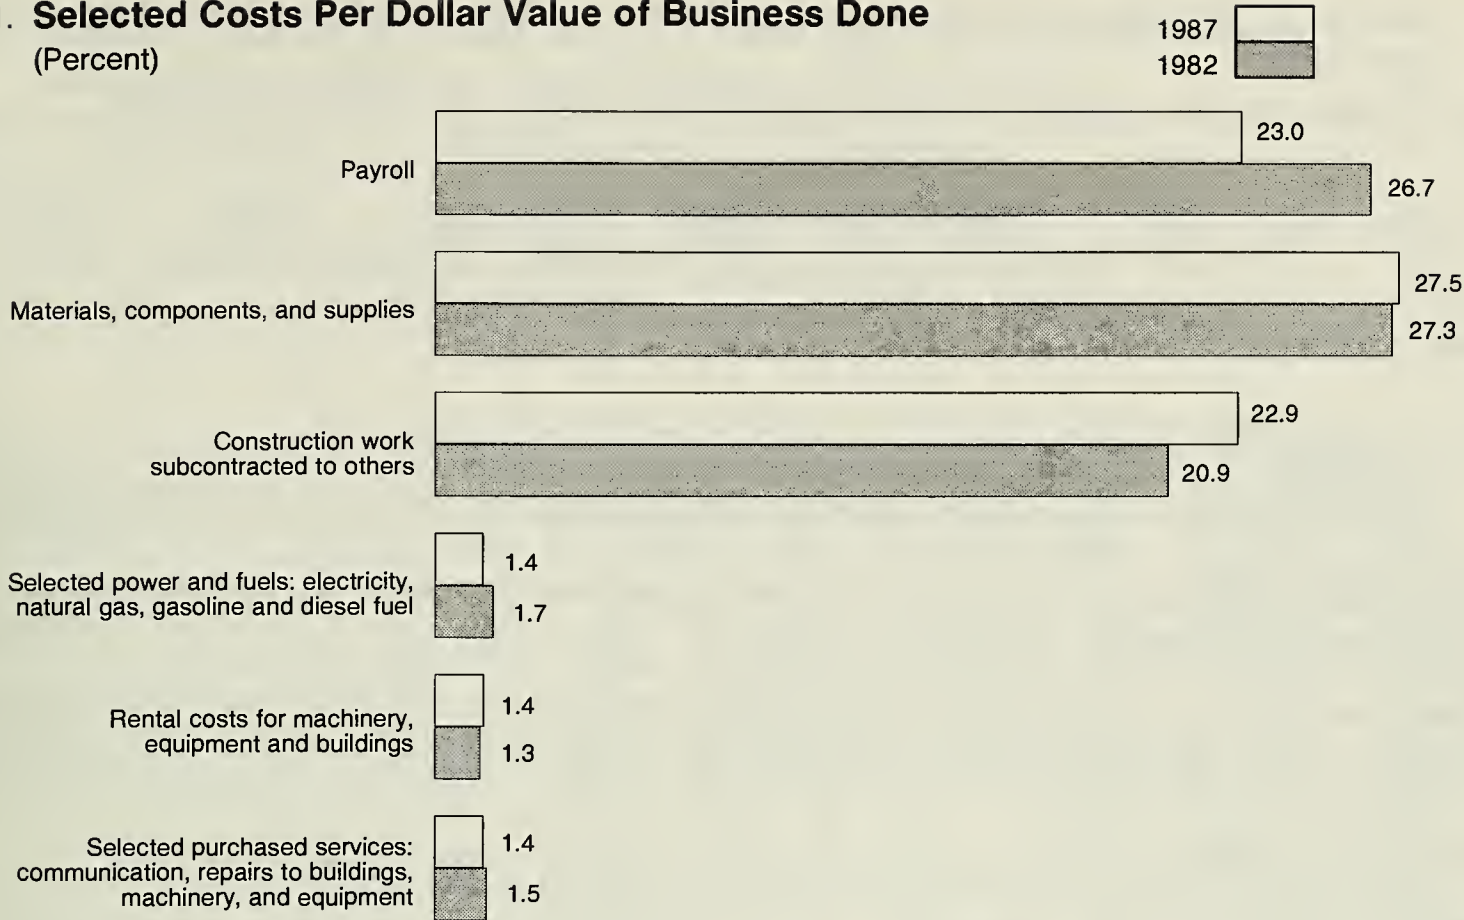 . Selected Costs Per Dollar Value of Business Done
(Percent)
1987
1982
Payroll
23.0
26.7
Materials, components, and supplies
27.5
27.3
Construction work
subcontracted to others
22.9
20.9
Selected power and fuels: electricity,
natural gas, gasoline and diesel fuel
1.4
1.7
Rental costs for machinery,
equipment and buildings
1.4
1.3
Selected purchased services:
communication, repairs to buildings,
machinery, and equipment
1.4
1.5